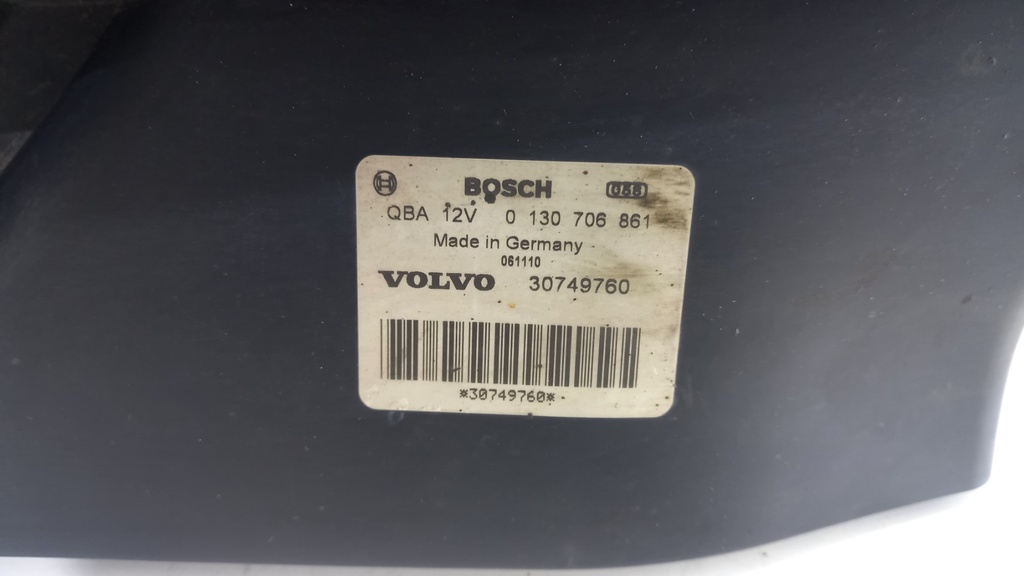 BOSCH
QBA 12V 0 130 706 861
Made in Germany
061110
VOLVO 30749760
*30749760*